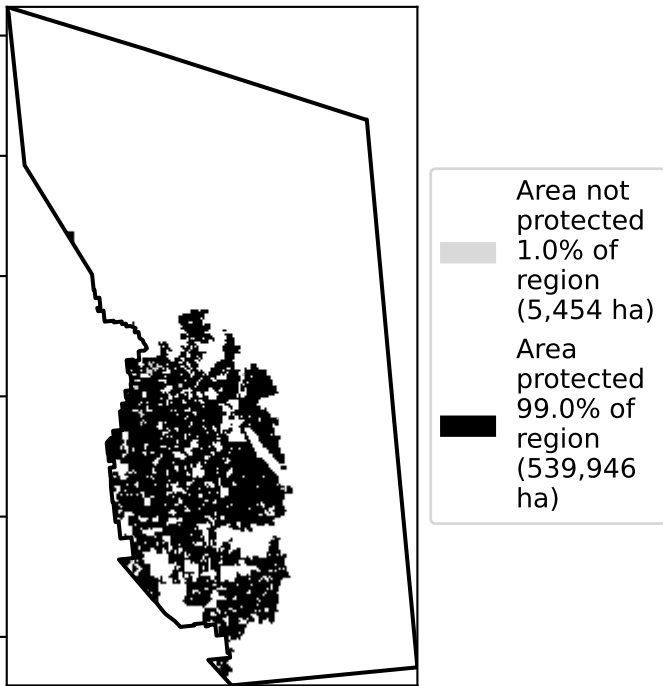 Area not
protected
1.0% of
region
(5,454 ha)
Area
protected
99.0% of
region
(539,946
ha)